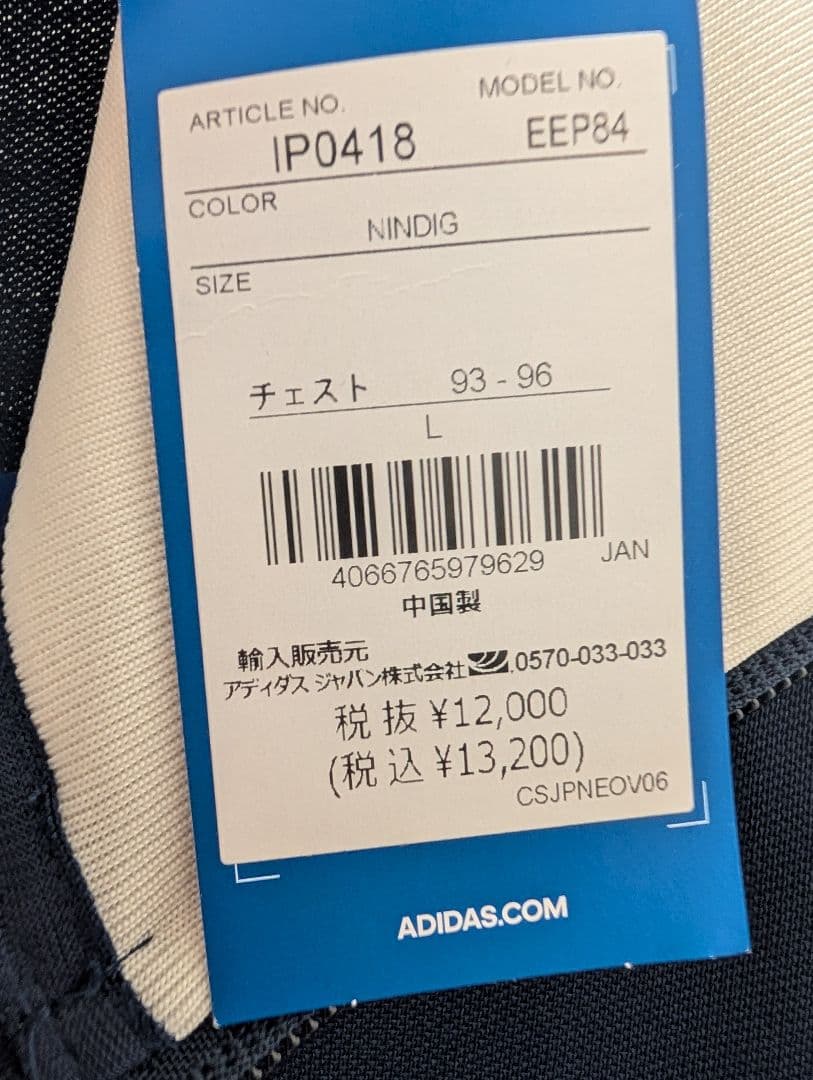 ARTICLE NO.
MODEL NO.
IP0418
EEP84
COLOR
NINDIG
SIZE
チェスト 93 - 96
L
4066765979629 JAN
中国製
輸入販売元
アディダス ジャパン株式会社 0570-033-033
税抜 ¥12,000
(税込 ¥13,200)
CSJPNEOV06
ADIDAS.COM